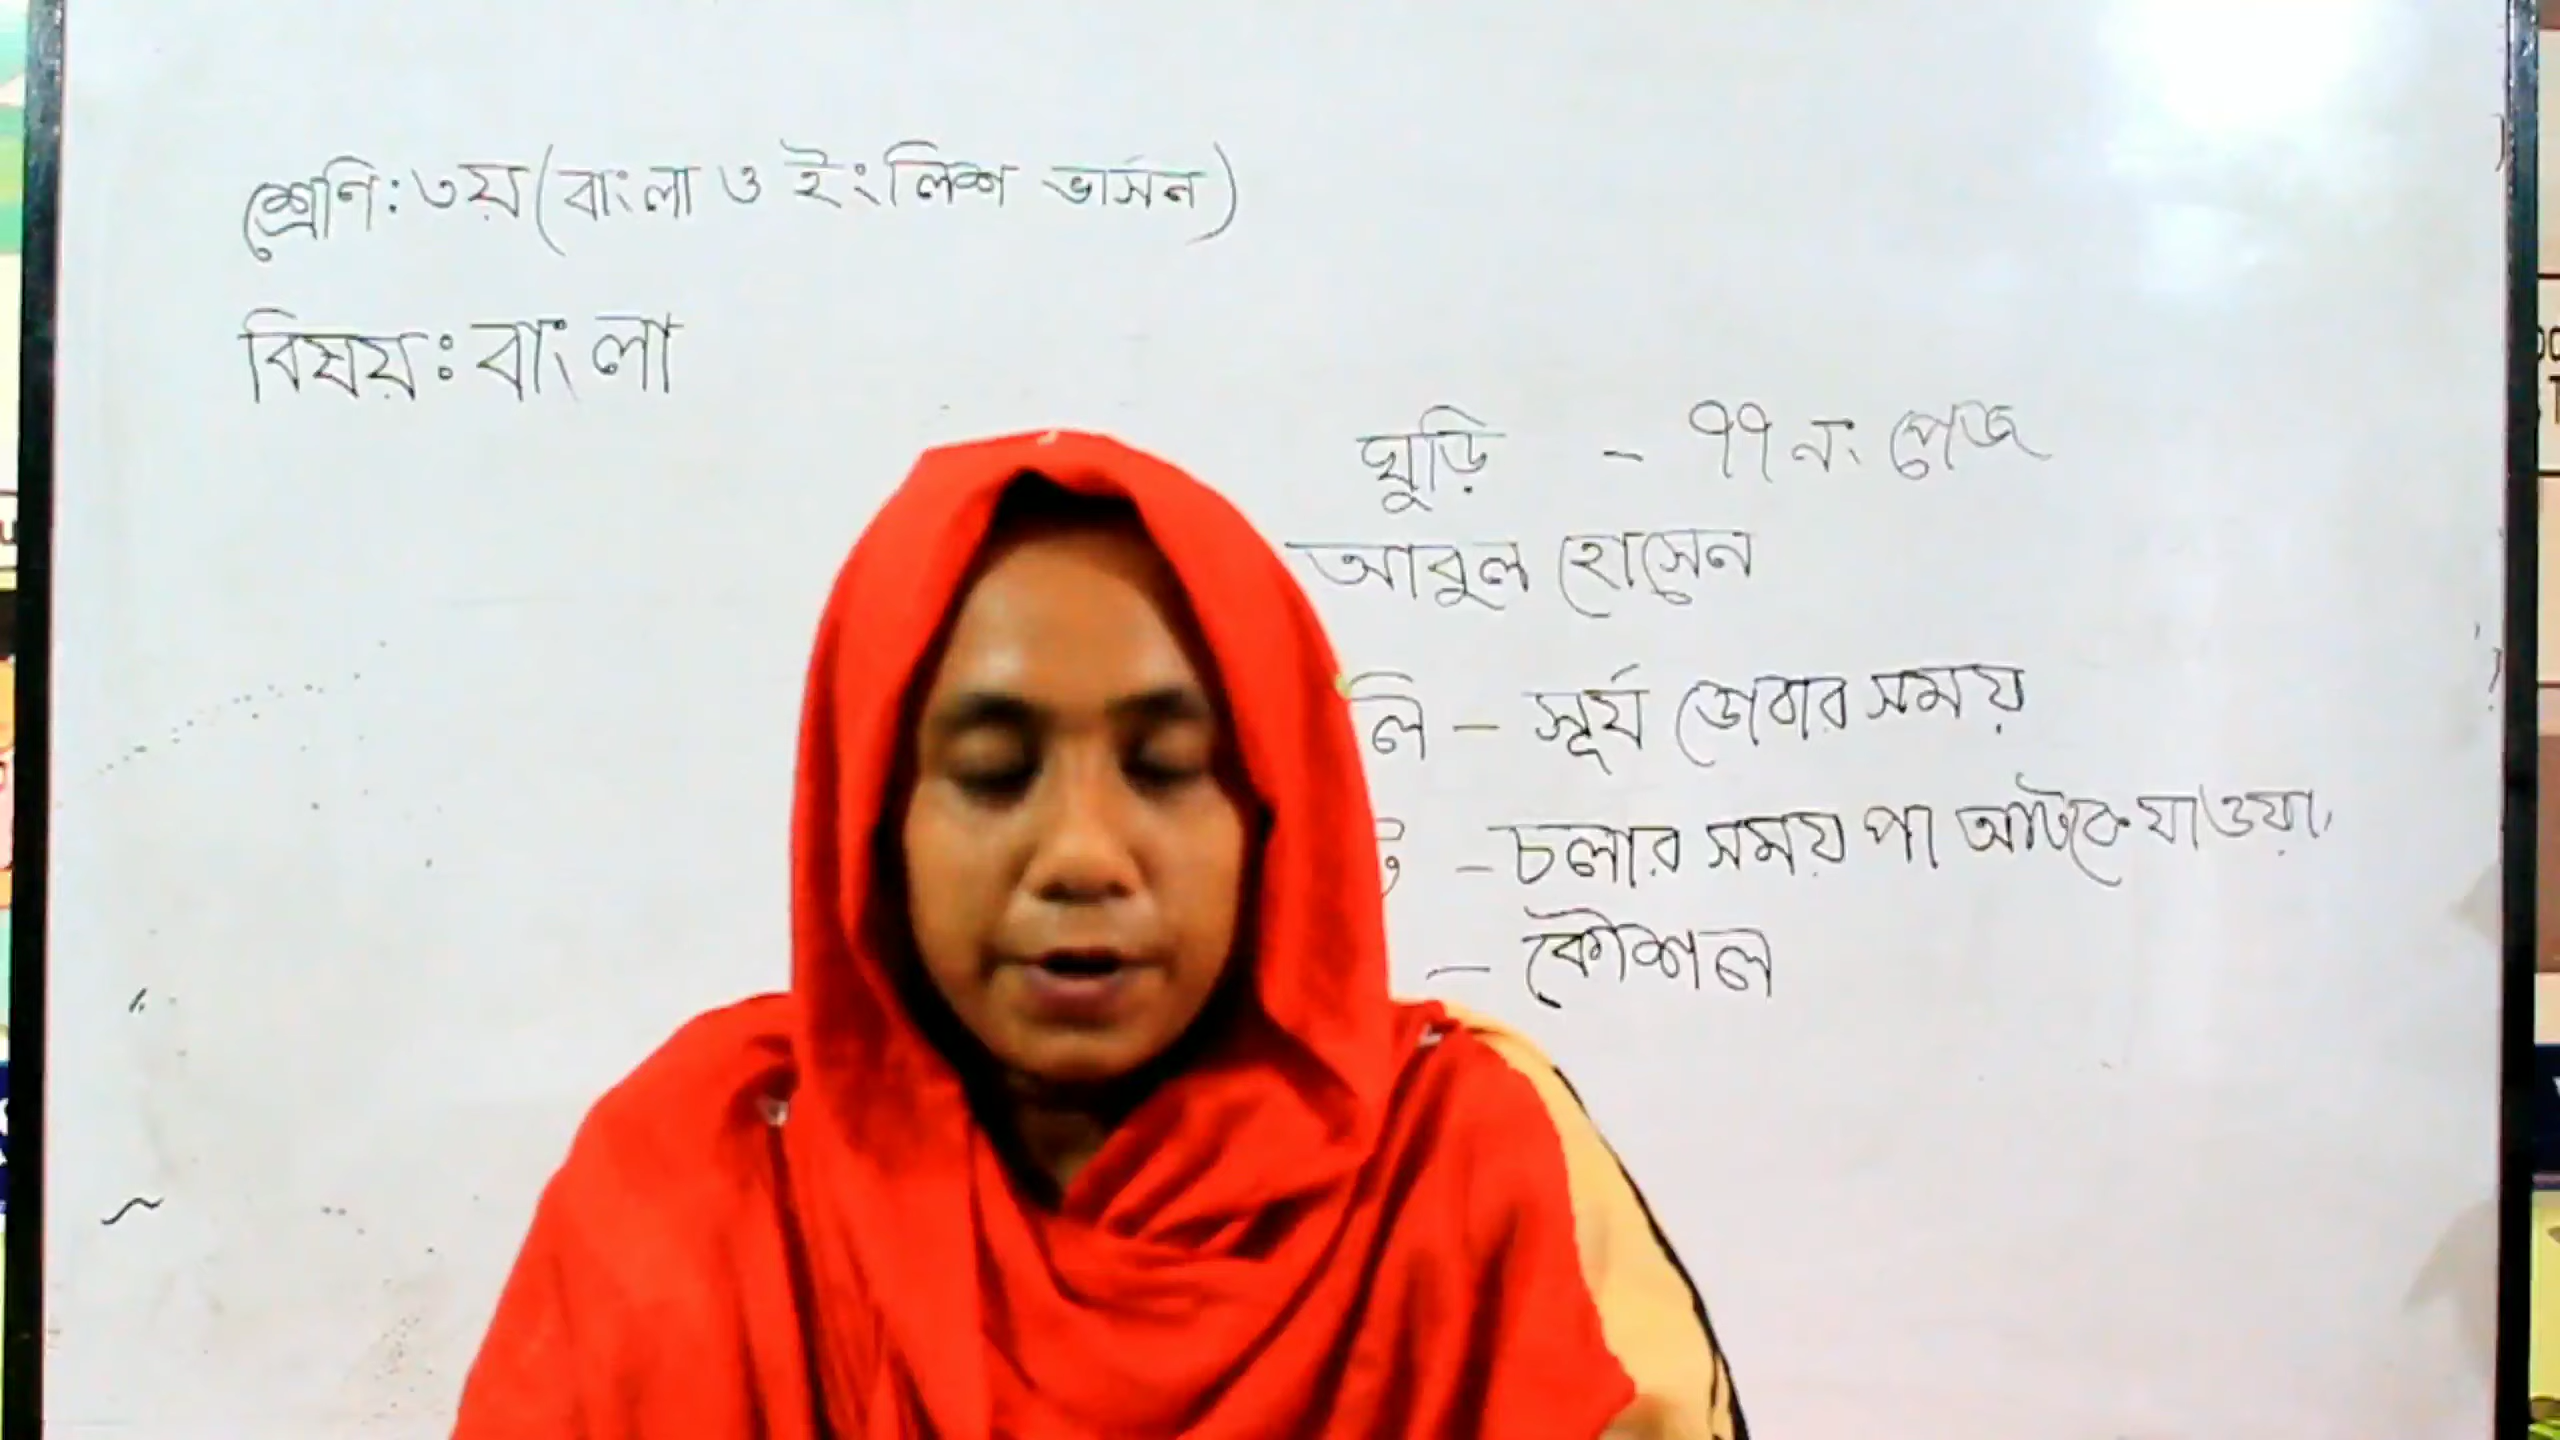 শ্রেণি: ৩য় (বাংলা ও ইংলিশ ভার্সন)
বিষয়: বাংলা
ঘুড়ি - ৭৭ নং পেজ
আবুল হোসেন
লি - সূর্য ডোবার সময়
- চলার সময় পা আটকে যাওয়া।
- কৌশল